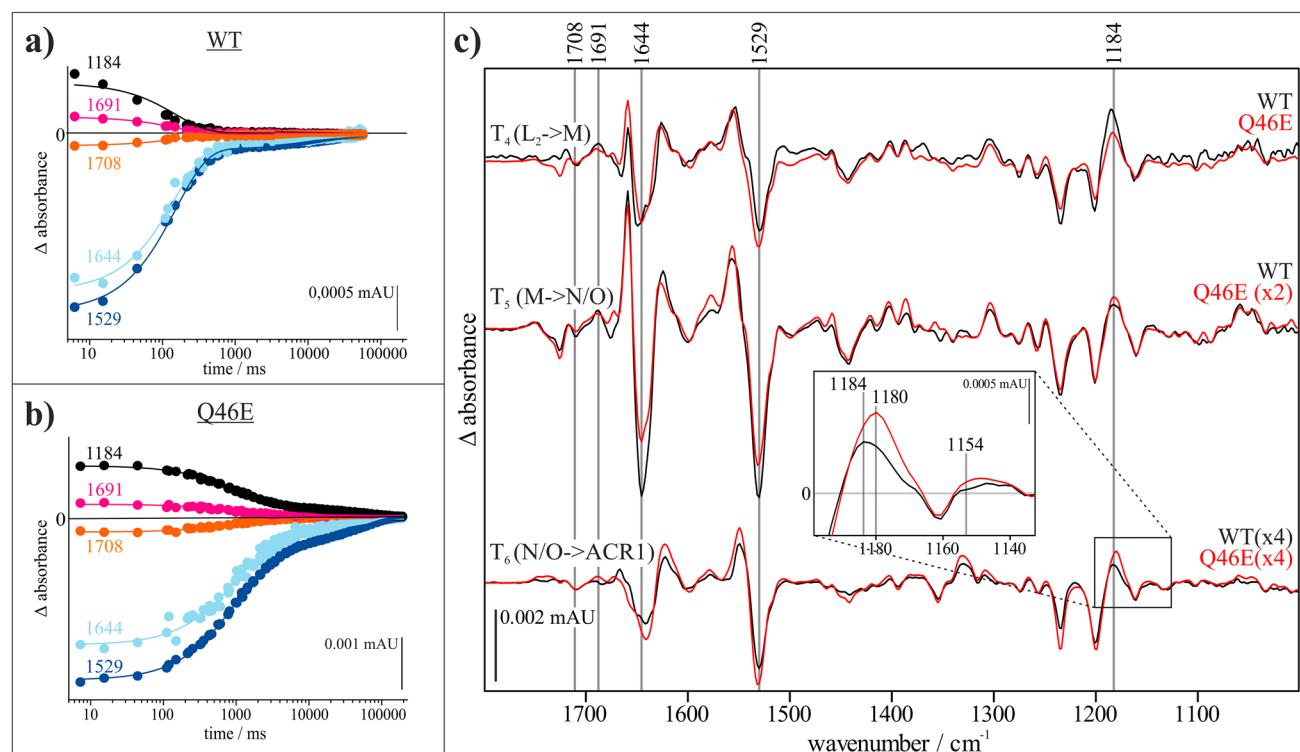 a)
WT
1184
1691
0
1708
1644
1529
0,0005 mAU
Δ absorbance
10 100 1000 10000 100000
time / ms
b)
Q46E
1184
1691
0
1708
1644
1529
0.001 mAU
Δ absorbance
10 100 1000 10000 100000
time / ms
c)
1708 1691 1644 1529 1184
T4 (L2->M)
WT
Q46E
T5 (M->N/O)
WT
Q46E (x2)
1184
1180
1154
0.0005 mAU
0
1180 1160 1140
T6 (N/O->ACR1)
WT(x4)
Q46E(x4)
0.002 mAU
Δ absorbance
1700 1600 1500 1400 1300 1200 1100
wavenumber / cm-1